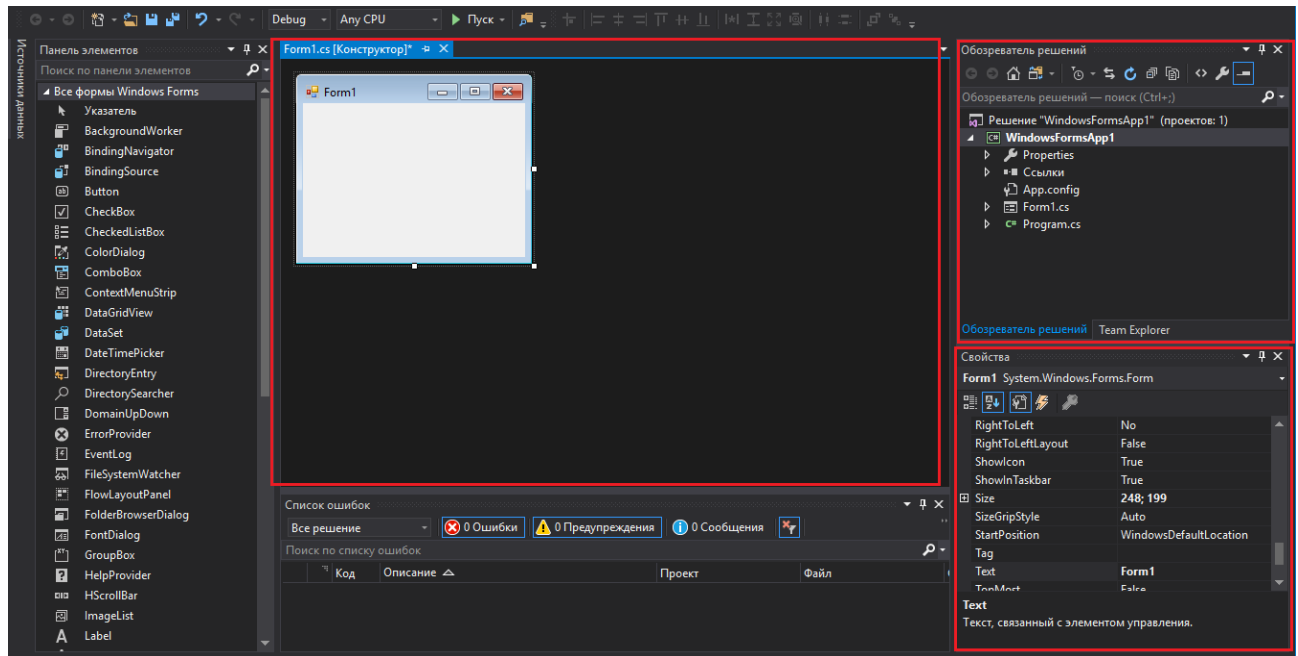 Debug Any CPU Пуск
Источники данных
Панель элементов
Поиск по панели элементов
Все формы Windows Forms
Указатель
BackgroundWorker
BindingNavigator
BindingSource
Button
CheckBox
CheckedListBox
ColorDialog
ComboBox
ContextMenuStrip
DataGridView
DataSet
DateTimePicker
DirectoryEntry
DirectorySearcher
DomainUpDown
ErrorProvider
EventLog
FileSystemWatcher
FlowLayoutPanel
FolderBrowserDialog
FontDialog
GroupBox
HelpProvider
HScrollBar
ImageList
Label
Form1.cs [Конструктор]*
Form1
Список ошибок
Все решение 0 Ошибки 0 Предупреждения 0 Сообщения
Поиск по списку ошибок
Код Описание Проект Файл
Обозреватель решений
Обозреватель решений — поиск (Ctrl+;)
Решение "WindowsFormsApp1" (проектов: 1)
WindowsFormsApp1
Properties
Ссылки
App.config
Form1.cs
Program.cs
Обозреватель решений Team Explorer
Свойства
Form1 System.Windows.Forms.Form
RightToLeft No
RightToLeftLayout False
ShowIcon True
ShowInTaskbar True
Size 248; 199
SizeGripStyle Auto
StartPosition WindowsDefaultLocation
Tag
Text Form1
TopMost False
Text
Текст, связанный с элементом управления.